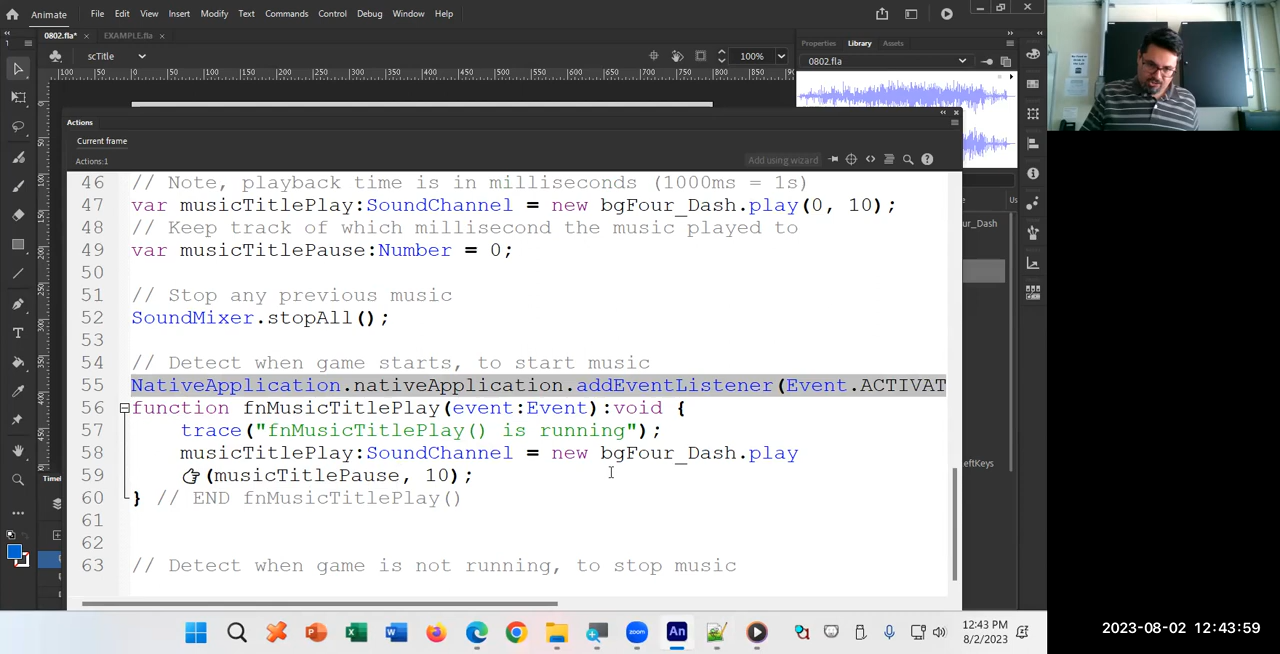 Animate File Edit View Insert Modify Text Commands Control Debug Window Help
0802.fla* × EXAMPLE.fla ×
scTitle 100%
Properties Library Assets
0802.fla
Actions
Current frame
Actions:1 Add using wizard
46 // Note, playback time is in milliseconds (1000ms = 1s)
47 var musicTitlePlay:SoundChannel = new bgFour_Dash.play(0, 10);
48 // Keep track of which millisecond the music played to
49 var musicTitlePause:Number = 0;
50
51 // Stop any previous music
52 SoundMixer.stopAll();
53
54 // Detect when game starts, to start music
55 NativeApplication.nativeApplication.addEventListener(Event.ACTIVAT
56 function fnMusicTitlePlay(event:Event):void {
57 trace("fnMusicTitlePlay() is running");
58 musicTitlePlay:SoundChannel = new bgFour_Dash.play
59 (musicTitlePause, 10);
60 } // END fnMusicTitlePlay()
61
62
63 // Detect when game is not running, to stop music
ur_Dash
eftKeys
Timel
12:43 PM
8/2/2023
2023-08-02 12:43:59